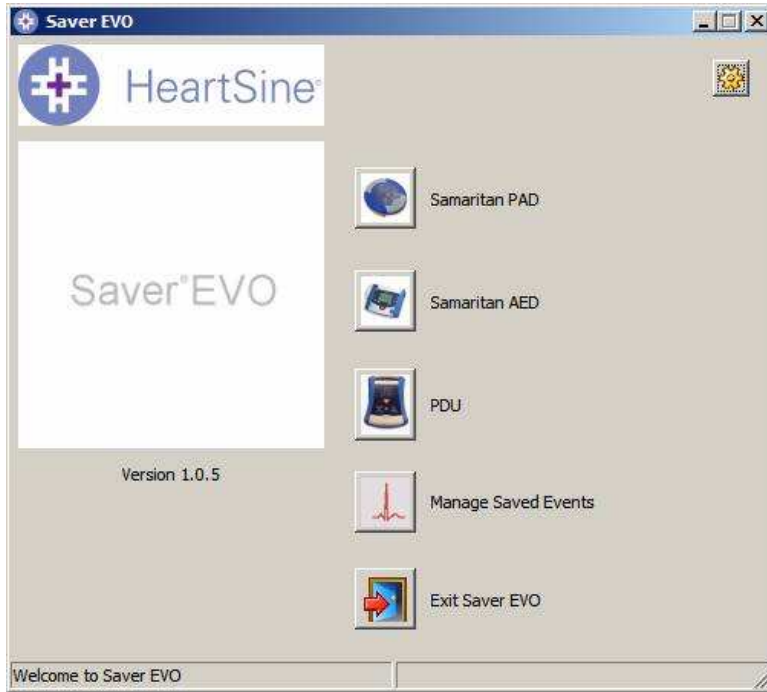 Saver EVO
HeartSine®
Saver®EVO
Version 1.0.5
Samaritan PAD
Samaritan AED
PDU
Manage Saved Events
Exit Saver EVO
Welcome to Saver EVO